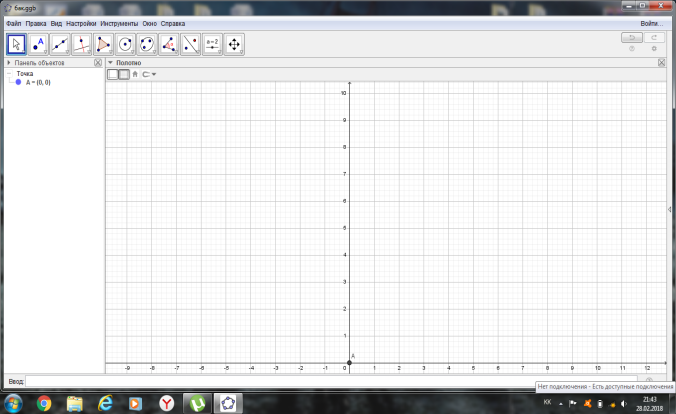 бак.ggb
Файл Правка Вид Настройки Инструменты Окно Справка Войти...
A a=2
Панель объектов Полотно
Точка
A = (0, 0)
10
9
8
7
6
5
4
3
2
1
A
-9 -8 -7 -6 -5 -4 -3 -2 -1 0 1 2 3 4 5 6 7 8 9 10 11 12
Ввод:
Нет подключения - Есть доступные подключения
KK 21:43
28.02.2018